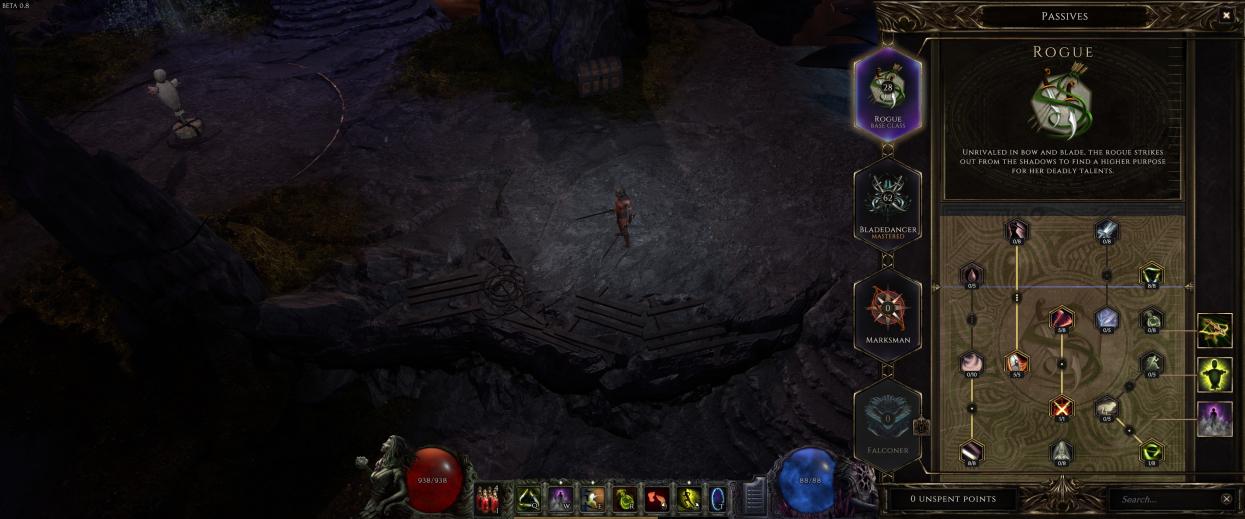 BETA 0.8
PASSIVES
28
ROGUE
BASE CLASS
62
BLADEDANCER
MASTERED
0
MARKSMAN
0
FALCONER
ROGUE
UNRIVALED IN BOW AND BLADE, THE ROGUE STRIKES
OUT FROM THE SHADOWS TO FIND A HIGHER PURPOSE
FOR HER DEADLY TALENTS.
0/8 0/8
0/5 8/8
5/8 0/5 0/8
0/10 5/5 0/5
1/1 0/5
8/8 0/8 1/8
938/938
88/88
Q W E R T
0 UNSPENT POINTS
Search...